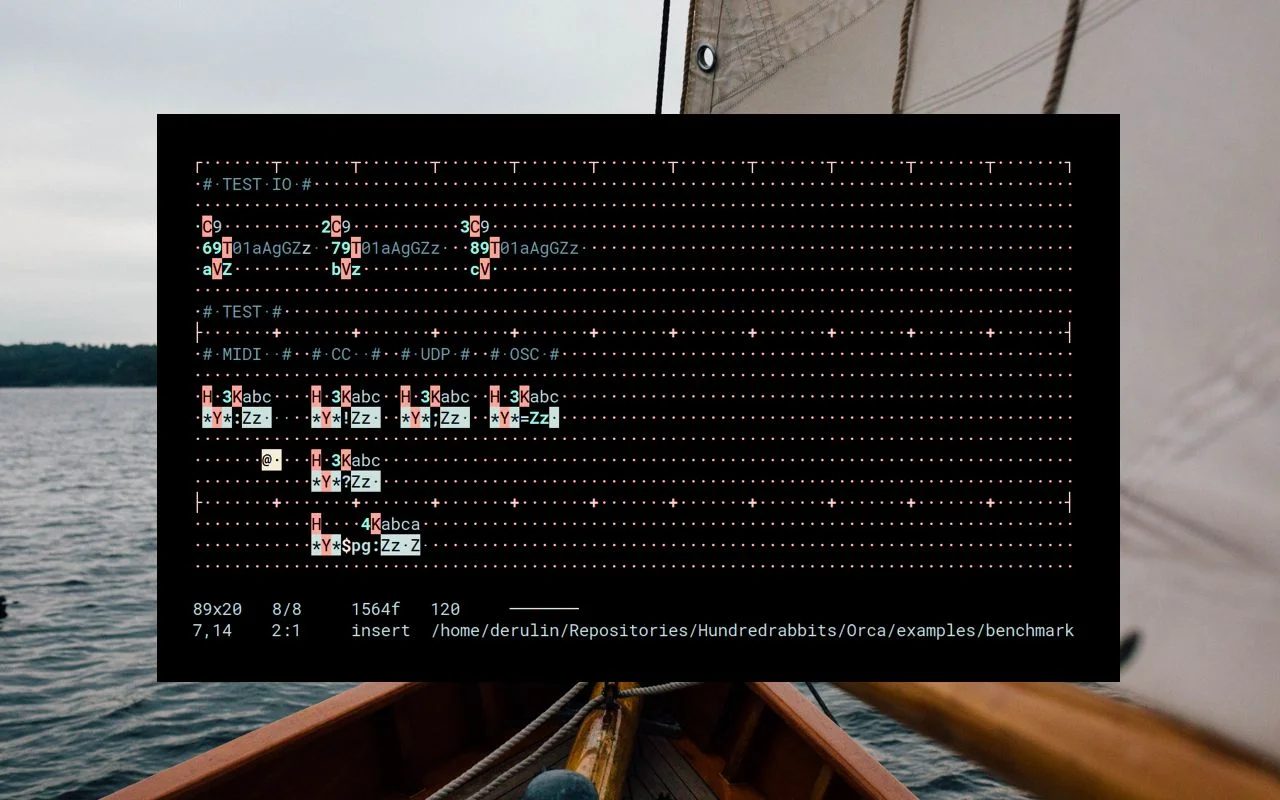 # TEST IO #
C9 2C9 3C9
69T01aAgGZz 79T01aAgGZz 89T01aAgGZz
aVZ bVz cV
# TEST #
# MIDI # # CC # # UDP # # OSC #
H 3Kabc H 3Kabc H 3Kabc H 3Kabc
*Y*:Zz· *Y*!Zz· *Y*;Zz· *Y*=Zz·
@· H·3Kabc
*Y*?Zz·
H 4Kabca
*Y*$pg:Zz·Z
89x20 8/8 1564f 120
7,14 2:1 insert /home/derulin/Repositories/Hundredrabbits/Orca/examples/benchmark